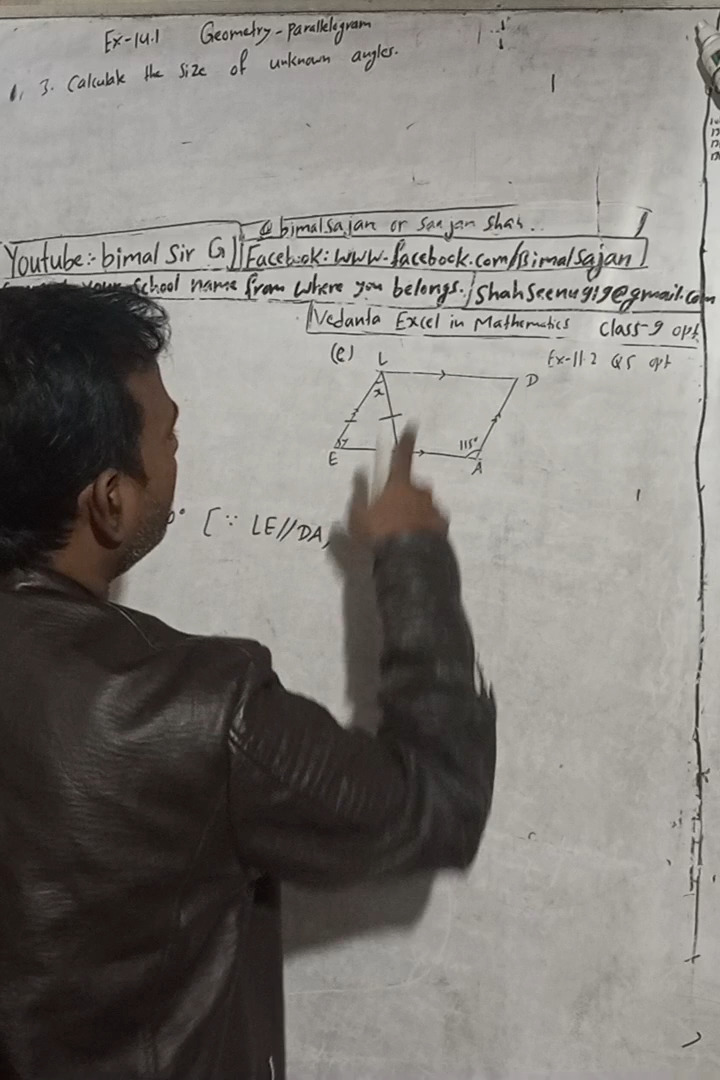 Ex-14.1 Geometry-parallelogram
3. Calculate the size of unknown angles.
@bimalsajan or Sanjan Shah..
Youtube:- bimal Sir G Facebook: www.facebook.com/Bimalsajan
your School name from where you belongs. Shahseenu919@gmail.com
Vedanta Excel in Mathematics Class-9 opt
(e) L D Ex-11.2 Q5 opt
x
y 115°
E A
0° [∵ LE//DA,